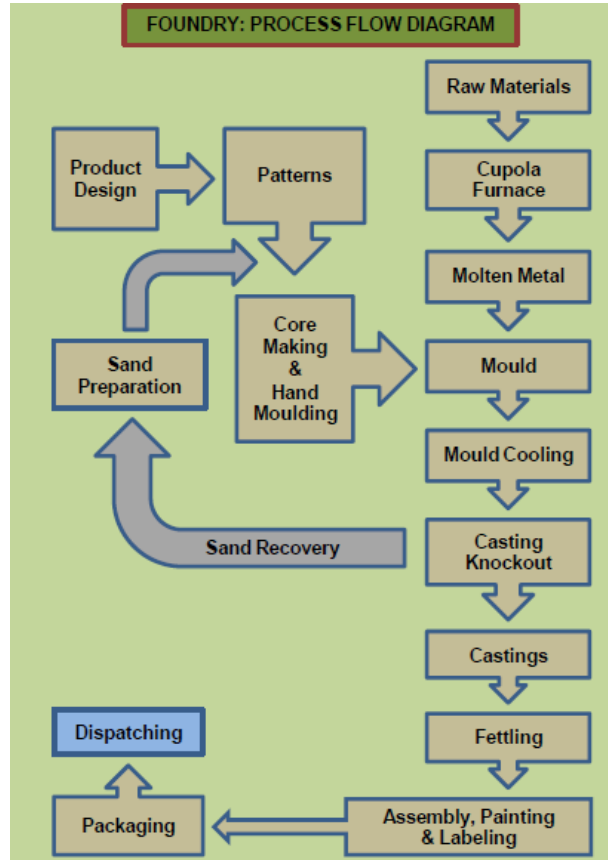 FOUNDRY: PROCESS FLOW DIAGRAM
Raw Materials
Product
Design
Patterns
Cupola
Furnace
Molten Metal
Core
Making
&
Hand
Moulding
Sand
Preparation
Mould
Mould Cooling
Sand Recovery
Casting
Knockout
Castings
Dispatching
Fettling
Packaging
Assembly, Painting
& Labeling